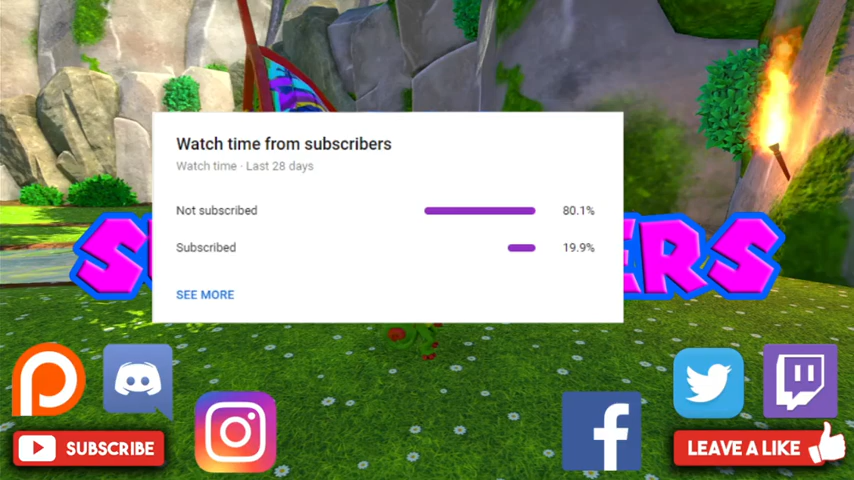 Watch time from subscribers
Watch time · Last 28 days
Not subscribed 80.1%
Subscribed 19.9%
SEE MORE
SUBSCRIBE
LEAVE A LIKE